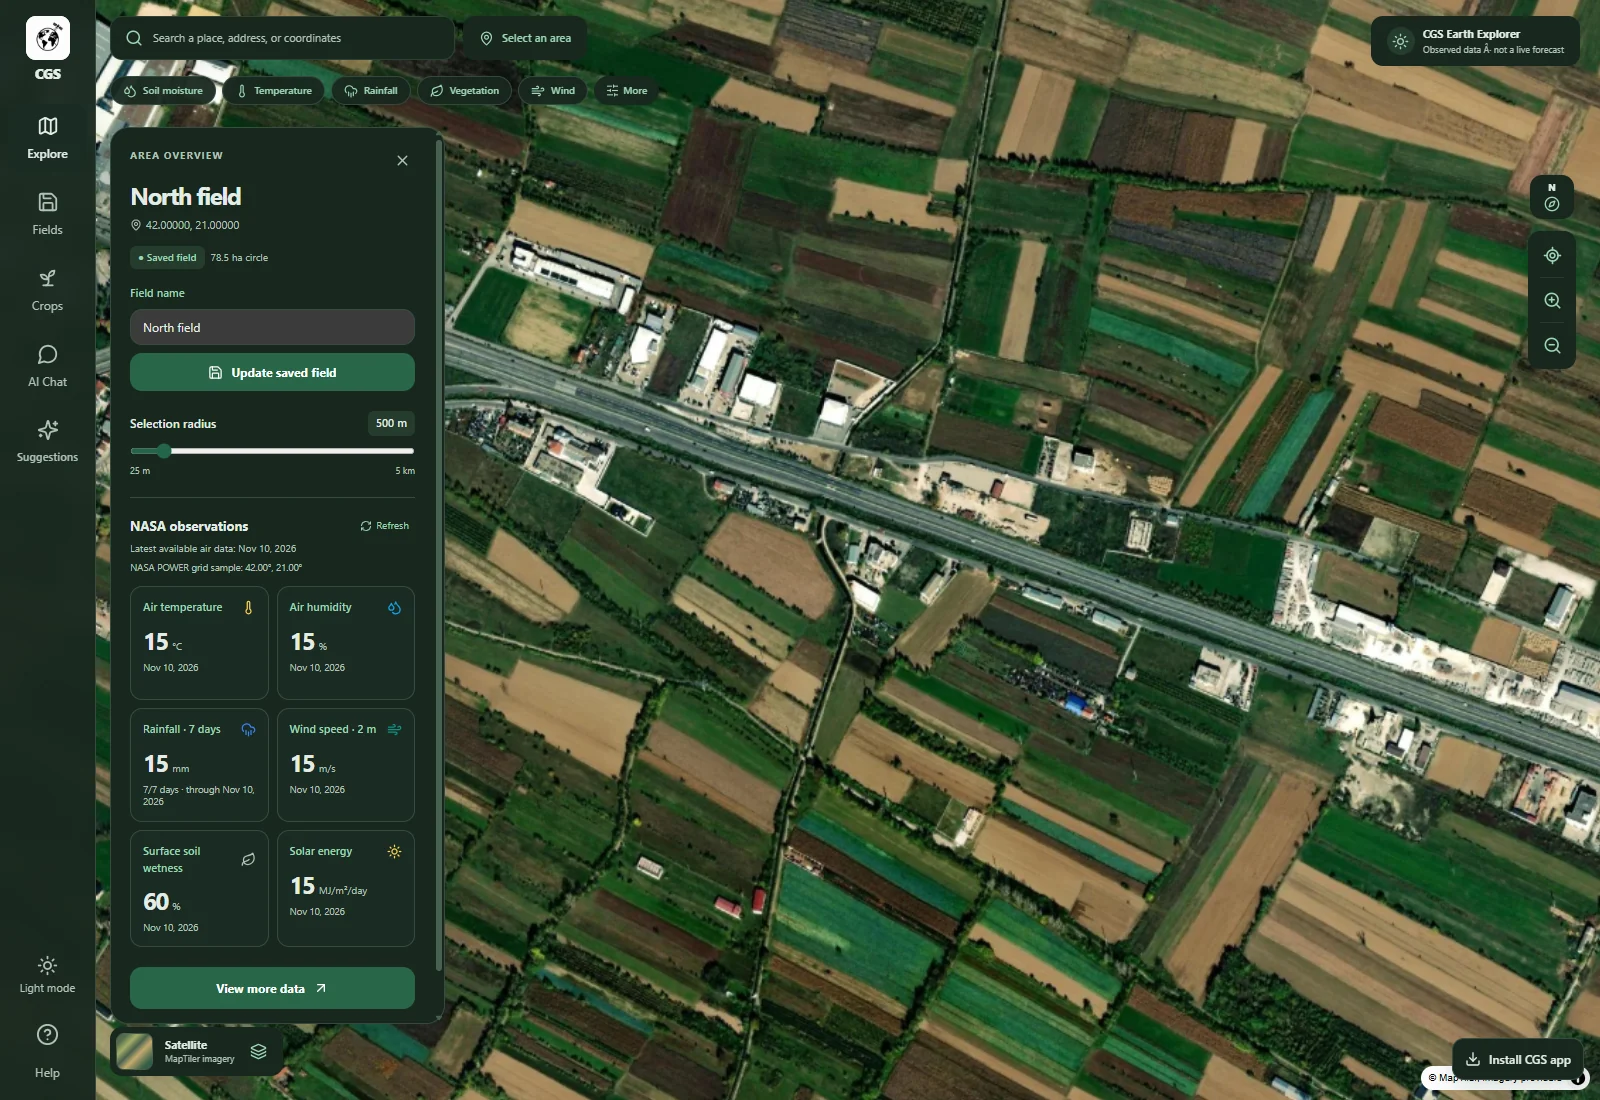 CGS
Explore
Fields
Crops
AI Chat
Suggestions
Light mode
Help
Search a place, address, or coordinates
Select an area
Soil moisture
Temperature
Rainfall
Vegetation
Wind
More
CGS Earth Explorer
Observed data Â· not a live forecast
N
AREA OVERVIEW
North field
42.00000, 21.00000
• Saved field
78.5 ha circle
Field name
North field
Update saved field
Selection radius
500 m
25 m
5 km
NASA observations
Refresh
Latest available air data: Nov 10, 2026
NASA POWER grid sample: 42.00°, 21.00°
Air temperature
15 °C
Nov 10, 2026
Air humidity
15 %
Nov 10, 2026
Rainfall · 7 days
15 mm
7/7 days · through Nov 10,
2026
Wind speed · 2 m
15 m/s
Nov 10, 2026
Surface soil
wetness
60 %
Nov 10, 2026
Solar energy
15 MJ/m²/day
Nov 10, 2026
View more data
Satellite
MapTiler imagery
Install CGS app